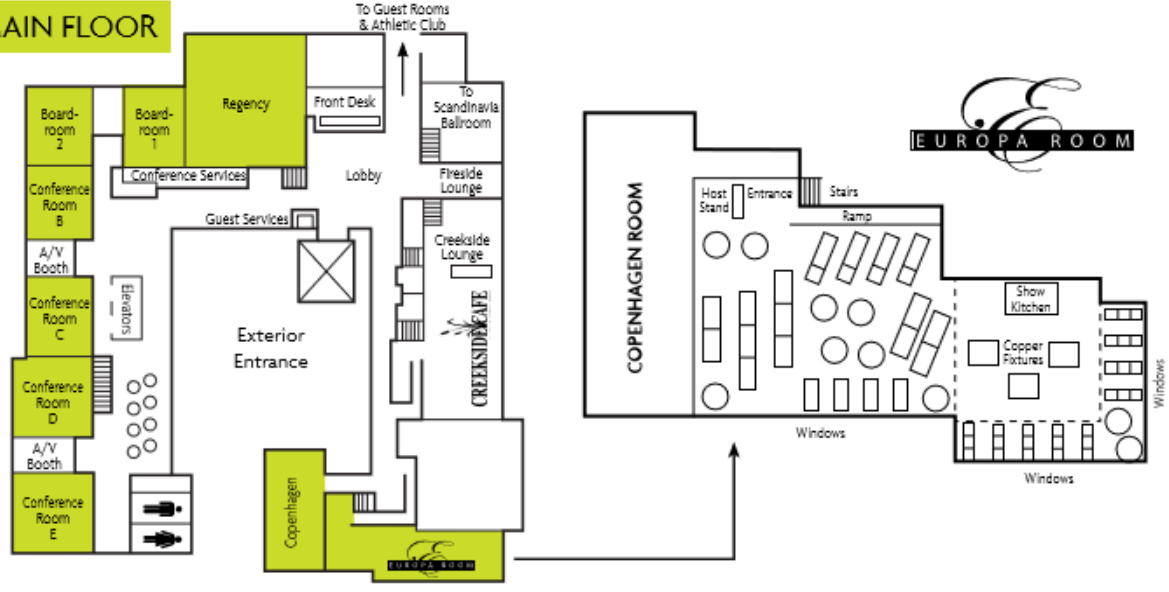 MAIN FLOOR
To Guest Rooms
& Athletic Club
Board-
room
2
Board-
room
1
Regency
Front Desk
To
Scandinavia
Ballroom
Conference Services
Lobby
Fireside
Lounge
Conference
Room
B
Guest Services
A/V
Booth
Creekside
Lounge
Conference
Room
C
Elevators
Exterior
Entrance
CREEKSIDE CAFE
Conference
Room
D
A/V
Booth
Conference
Room
E
Copenhagen
E
EUROPA ROOM
E
EUROPA ROOM
COPENHAGEN ROOM
Host
Stand
Entrance
Stairs
Ramp
Show
Kitchen
Copper
Fixtures
Windows
Windows
Windows